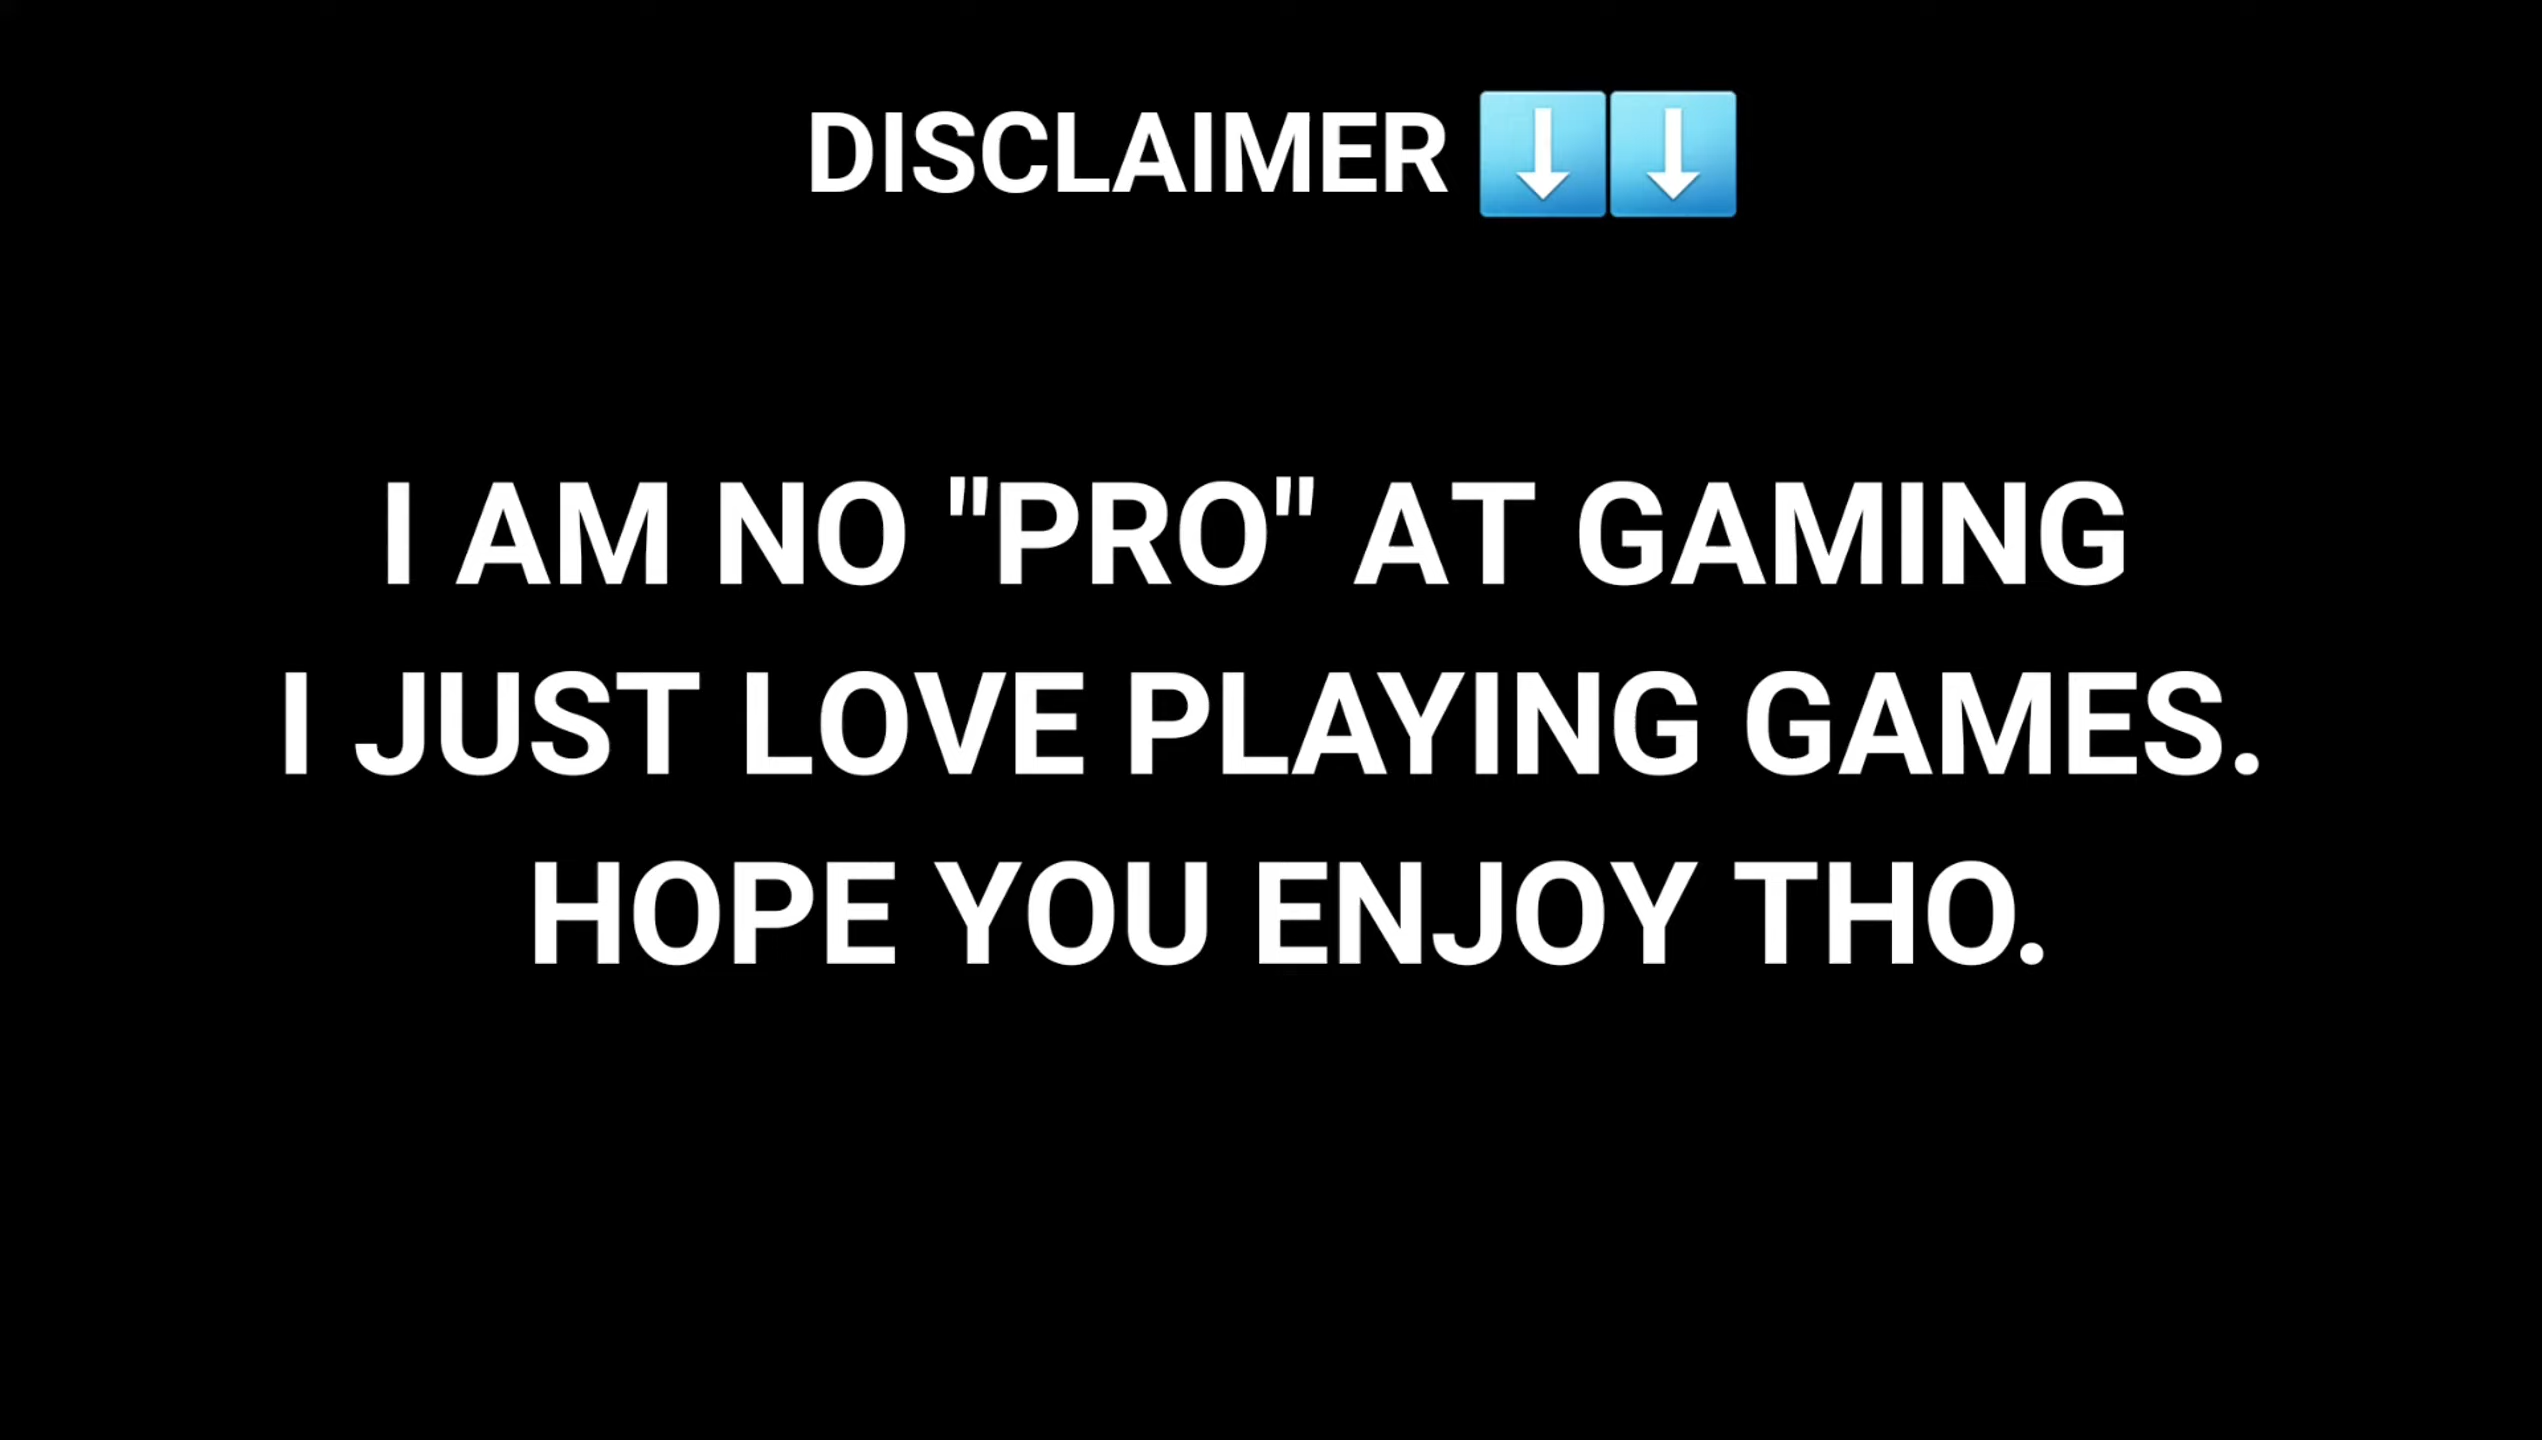 DISCLAIMER ⬇️⬇️
I AM NO "PRO" AT GAMING
I JUST LOVE PLAYING GAMES.
HOPE YOU ENJOY THO.